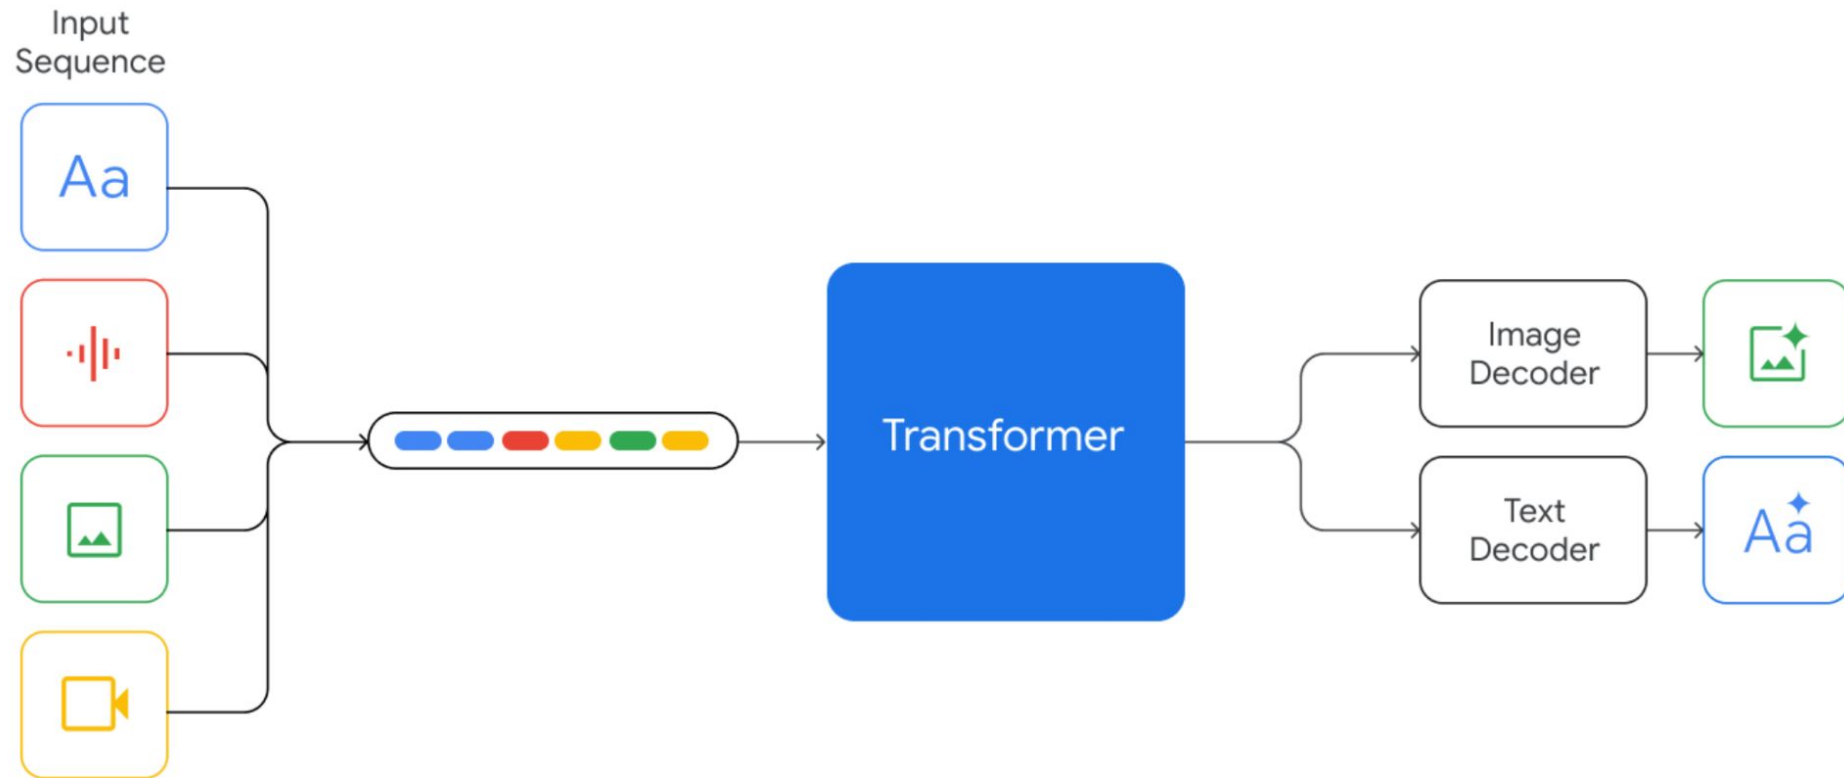 Input
Sequence
Aa
Transformer
Image
Decoder
Text
Decoder
Aa